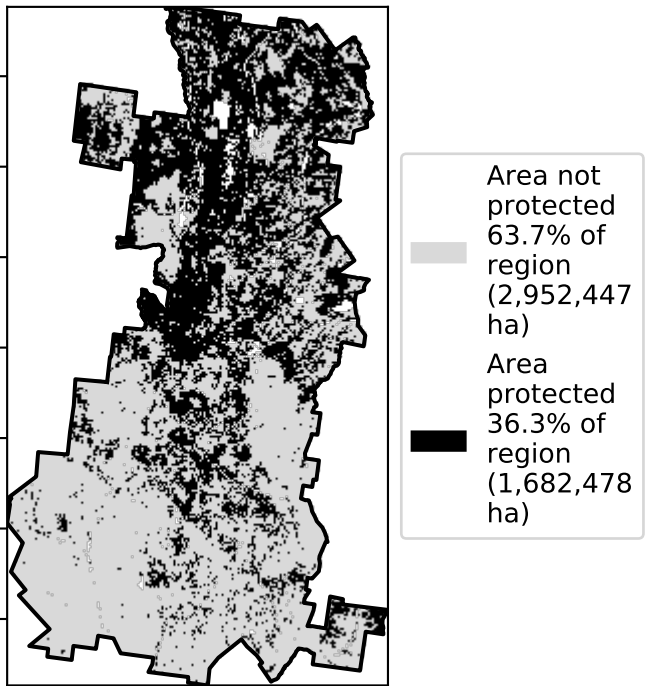 Area not
protected
63.7% of
region
(2,952,447
ha)
Area
protected
36.3% of
region
(1,682,478
ha)